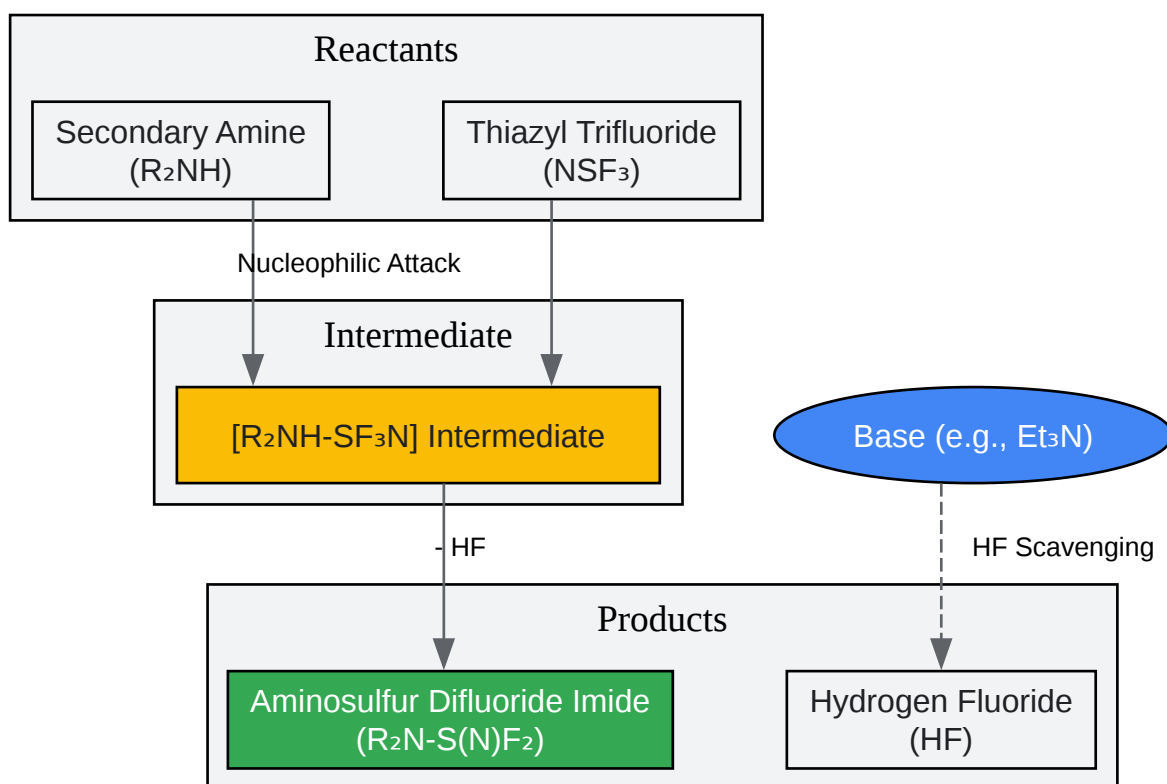 Reactants
Secondary Amine
(R₂NH)
Thiazyl Trifluoride
(NSF₃)
Nucleophilic Attack
Intermediate
[R₂NH-SF₃N] Intermediate
Base (e.g., Et₃N)
- HF
HF Scavenging
Products
Aminosulfur Difluoride Imide
(R₂N-S(N)F₂)
Hydrogen Fluoride
(HF)